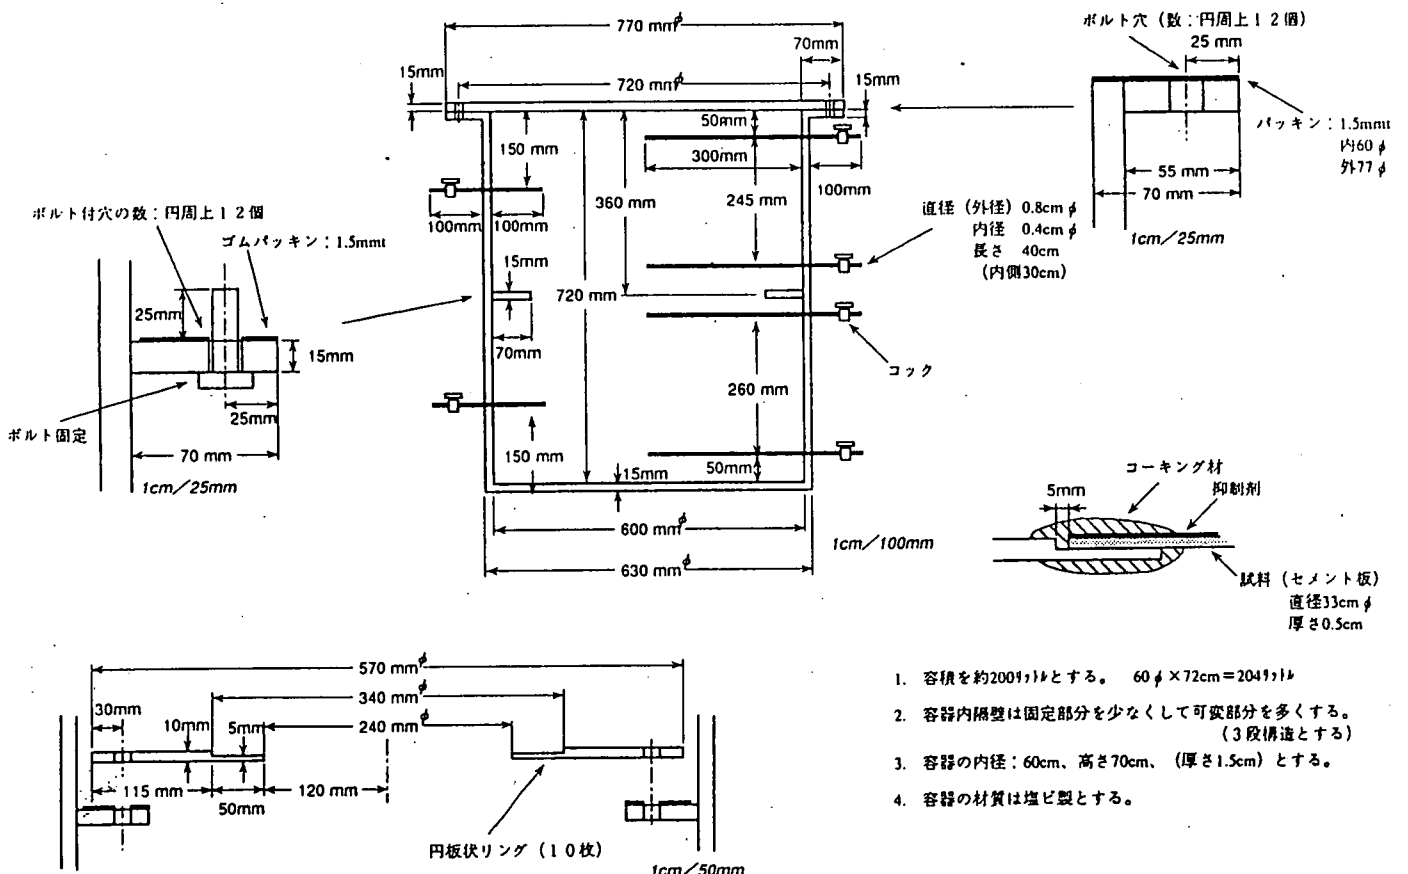 770 mmφ
70mm
15mm
720 mmφ
15mm
50mm
150 mm
300mm
100mm
360 mm
245 mm
100mm
100mm
15mm
720 mm
70mm
260 mm
150 mm
15mm
50mm
600 mmφ
630 mmφ
1cm/100mm
ボルト穴（数：円周上１２個）
25 mm
パッキン：1.5mmt
内60φ
外77φ
55 mm
70 mm
1cm/25mm
直径（外径）0.8cmφ
内径　0.4cmφ
長さ　40cm
（内側30cm）
コック
ボルト付穴の数：円周上１２個
ゴムパッキン：1.5mmt
25mm
15mm
25mm
ボルト固定
70 mm
1cm/25mm
コーキング材
5mm
抑制剤
試料（セメント板）
直径33cmφ
厚さ0.5cm
570 mmφ
340 mmφ
30mm
10mm
5mm
240 mmφ
115 mm
50mm
120 mm
円板状リング（１０枚）
1cm/50mm
1. 容積を約200リットルとする。　60φ×72cm=204リットル
2. 容器内隔壁は固定部分を少なくして可変部分を多くする。
（３段構造とする）
3. 容器の内径：60cm、高さ70cm、（厚さ1.5cm）とする。
4. 容器の材質は塩ビ製とする。